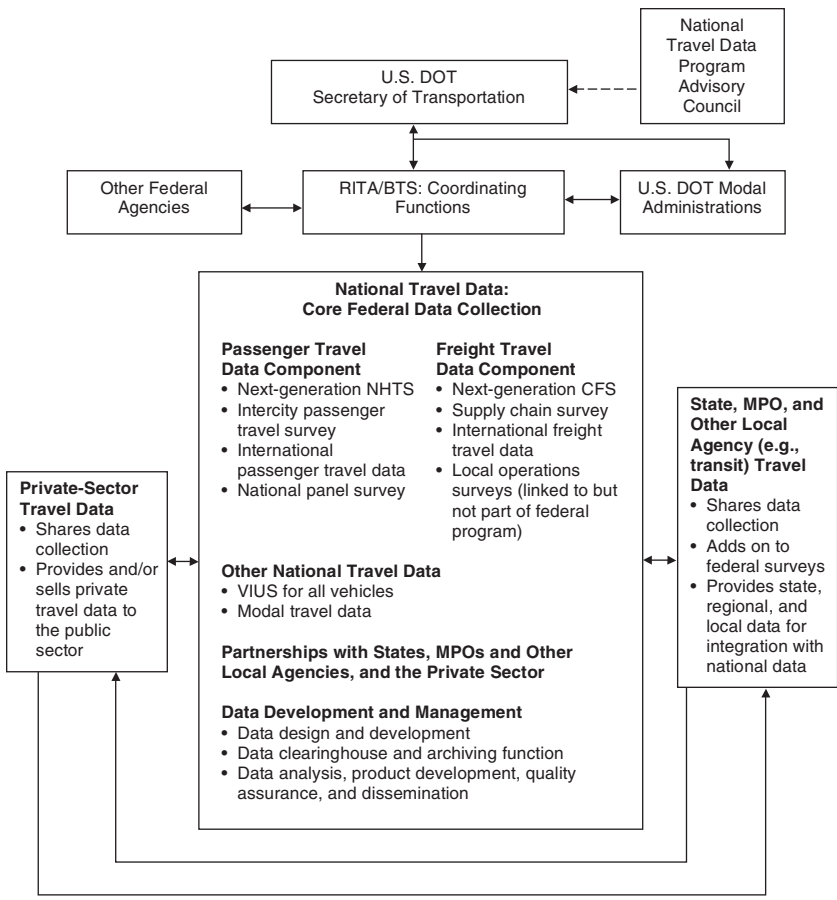 National
Travel Data
Program
Advisory
Council
U.S. DOT
Secretary of Transportation
Other Federal
Agencies
RITA/BTS: Coordinating
Functions
U.S. DOT Modal
Administrations
National Travel Data:
Core Federal Data Collection
Passenger Travel
Data Component
• Next-generation NHTS
• Intercity passenger
travel survey
• International
passenger travel data
• National panel survey
Freight Travel
Data Component
• Next-generation CFS
• Supply chain survey
• International freight
travel data
• Local operations
surveys (linked to but
not part of federal
program)
Other National Travel Data
• VIUS for all vehicles
• Modal travel data
Partnerships with States, MPOs and Other
Local Agencies, and the Private Sector
Data Development and Management
• Data design and development
• Data clearinghouse and archiving function
• Data analysis, product development, quality
assurance, and dissemination
Private-Sector
Travel Data
• Shares data
collection
• Provides and/or
sells private
travel data to
the public
sector
State, MPO, and
Other Local
Agency (e.g.,
transit) Travel
Data
• Shares data
collection
• Adds on to
federal surveys
• Provides state,
regional, and
local data for
integration with
national data